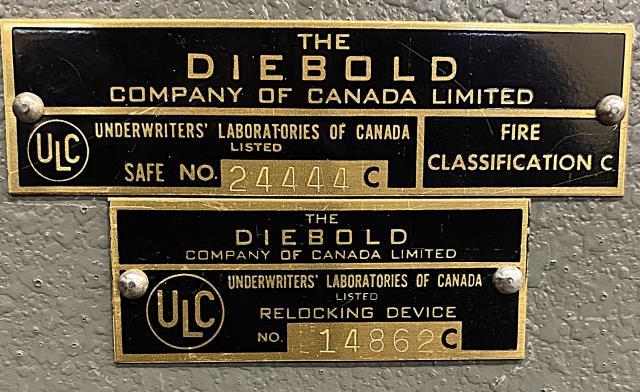 THE
DIEBOLD
COMPANY OF CANADA LIMITED
ULC
UNDERWRITERS' LABORATORIES OF CANADA
LISTED
SAFE NO. 24444 C
FIRE
CLASSIFICATION C
THE
DIEBOLD
COMPANY OF CANADA LIMITED
ULC
UNDERWRITERS' LABORATORIES OF CANADA
LISTED
RELOCKING DEVICE
NO. 14862 C